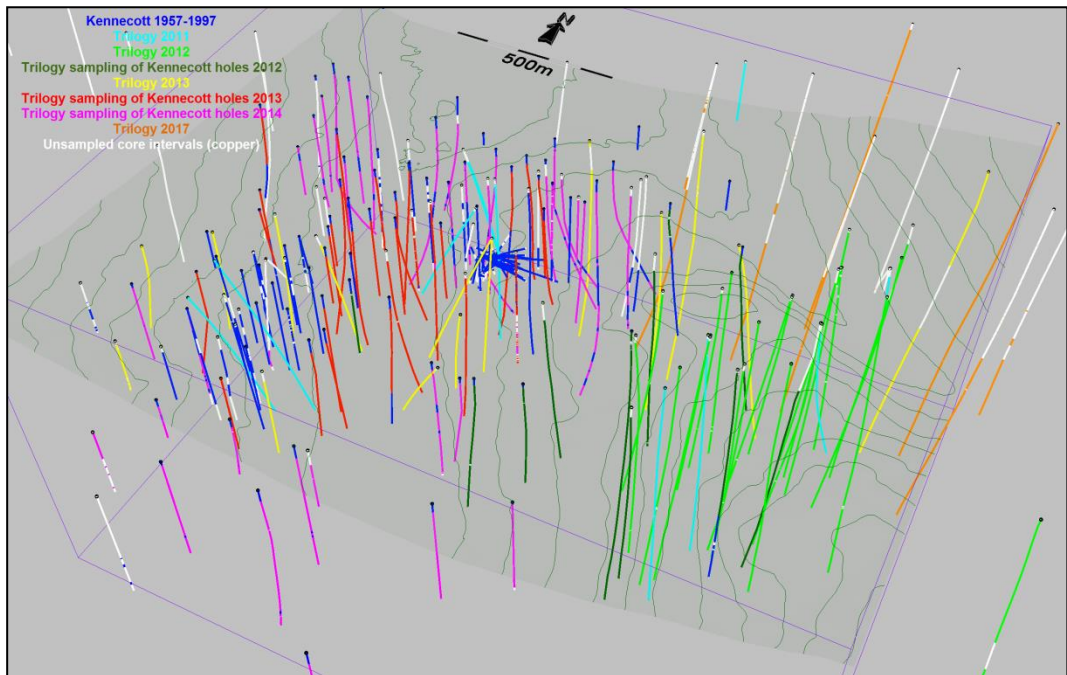 Kennecott 1957-1997
Trilogy 2011
Trilogy 2012
Trilogy sampling of Kennecott holes 2012
Trilogy 2013
Trilogy sampling of Kennecott holes 2013
Trilogy sampling of Kennecott holes 2014
Trilogy 2017
Unsampled core intervals (copper)
500m